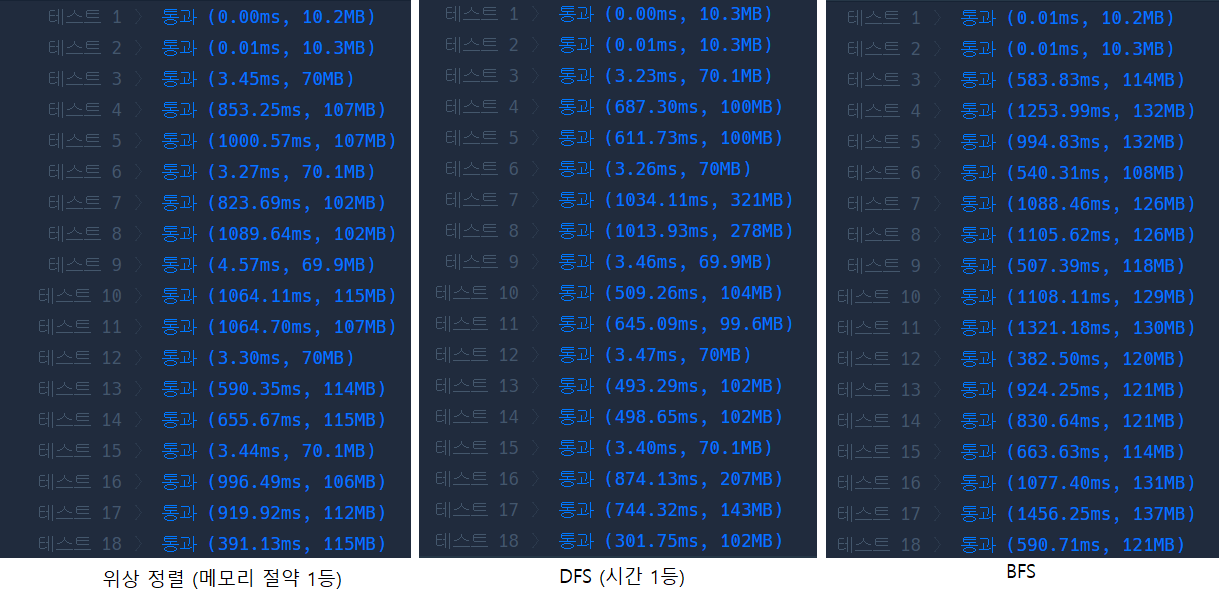 테스트 1 〉 통과 (0.00ms, 10.2MB)
테스트 2 〉 통과 (0.01ms, 10.3MB)
테스트 3 〉 통과 (3.45ms, 70MB)
테스트 4 〉 통과 (853.25ms, 107MB)
테스트 5 〉 통과 (1000.57ms, 107MB)
테스트 6 〉 통과 (3.27ms, 70.1MB)
테스트 7 〉 통과 (823.69ms, 102MB)
테스트 8 〉 통과 (1089.64ms, 102MB)
테스트 9 〉 통과 (4.57ms, 69.9MB)
테스트 10 〉 통과 (1064.11ms, 115MB)
테스트 11 〉 통과 (1064.70ms, 107MB)
테스트 12 〉 통과 (3.30ms, 70MB)
테스트 13 〉 통과 (590.35ms, 114MB)
테스트 14 〉 통과 (655.67ms, 115MB)
테스트 15 〉 통과 (3.44ms, 70.1MB)
테스트 16 〉 통과 (996.49ms, 106MB)
테스트 17 〉 통과 (919.92ms, 112MB)
테스트 18 〉 통과 (391.13ms, 115MB)
위상 정렬 (메모리 절약 1등)
테스트 1 〉 통과 (0.00ms, 10.3MB)
테스트 2 〉 통과 (0.01ms, 10.3MB)
테스트 3 〉 통과 (3.23ms, 70.1MB)
테스트 4 〉 통과 (687.30ms, 100MB)
테스트 5 〉 통과 (611.73ms, 100MB)
테스트 6 〉 통과 (3.26ms, 70MB)
테스트 7 〉 통과 (1034.11ms, 321MB)
테스트 8 〉 통과 (1013.93ms, 278MB)
테스트 9 〉 통과 (3.46ms, 69.9MB)
테스트 10 〉 통과 (509.26ms, 104MB)
테스트 11 〉 통과 (645.09ms, 99.6MB)
테스트 12 〉 통과 (3.47ms, 70MB)
테스트 13 〉 통과 (493.29ms, 102MB)
테스트 14 〉 통과 (498.65ms, 102MB)
테스트 15 〉 통과 (3.40ms, 70.1MB)
테스트 16 〉 통과 (874.13ms, 207MB)
테스트 17 〉 통과 (744.32ms, 143MB)
테스트 18 〉 통과 (301.75ms, 102MB)
DFS (시간 1등)
테스트 1 〉 통과 (0.01ms, 10.2MB)
테스트 2 〉 통과 (0.01ms, 10.3MB)
테스트 3 〉 통과 (583.83ms, 114MB)
테스트 4 〉 통과 (1253.99ms, 132MB)
테스트 5 〉 통과 (994.83ms, 132MB)
테스트 6 〉 통과 (540.31ms, 108MB)
테스트 7 〉 통과 (1088.46ms, 126MB)
테스트 8 〉 통과 (1105.62ms, 126MB)
테스트 9 〉 통과 (507.39ms, 118MB)
테스트 10 〉 통과 (1108.11ms, 129MB)
테스트 11 〉 통과 (1321.18ms, 130MB)
테스트 12 〉 통과 (382.50ms, 120MB)
테스트 13 〉 통과 (924.25ms, 121MB)
테스트 14 〉 통과 (830.64ms, 121MB)
테스트 15 〉 통과 (663.63ms, 114MB)
테스트 16 〉 통과 (1077.40ms, 131MB)
테스트 17 〉 통과 (1456.25ms, 137MB)
테스트 18 〉 통과 (590.71ms, 121MB)
BFS